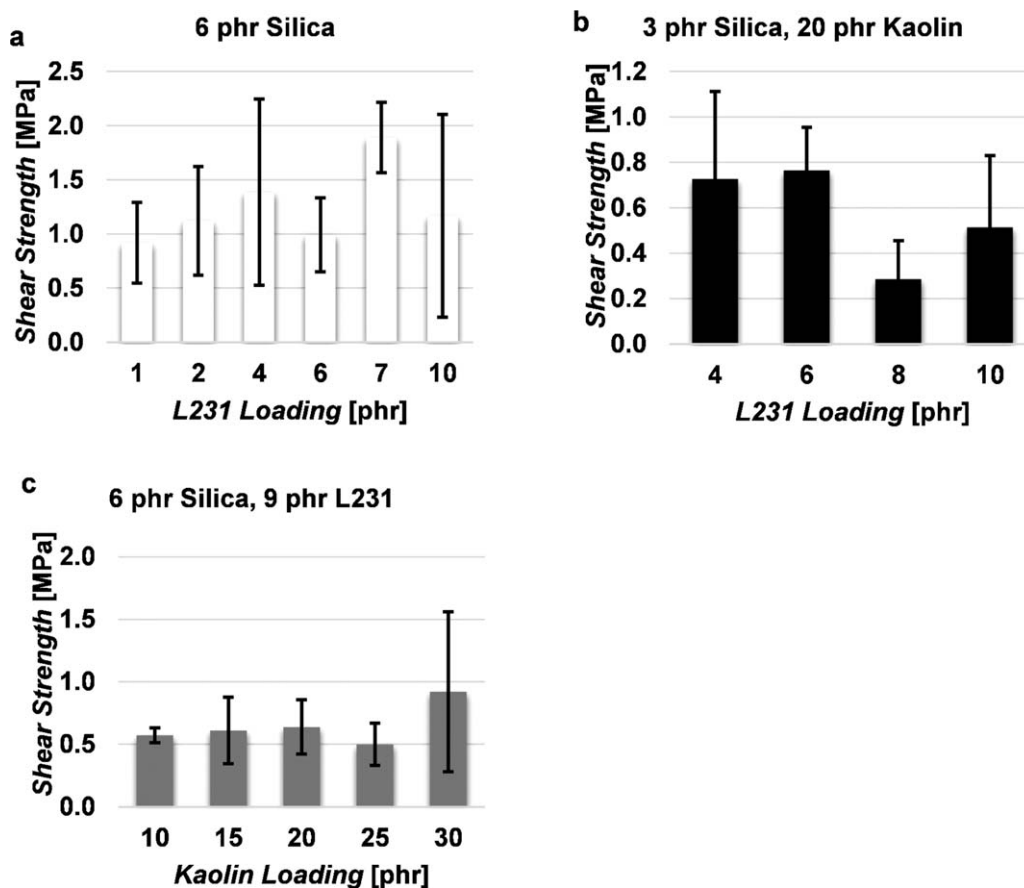 a
6 phr Silica
Shear Strength [MPa]
2.5
2.0
1.5
1.0
0.5
0.0
1 2 4 6 7 10
L231 Loading [phr]
b
3 phr Silica, 20 phr Kaolin
Shear Strength [MPa]
1.2
1.0
0.8
0.6
0.4
0.2
0.0
4 6 8 10
L231 Loading [phr]
c
6 phr Silica, 9 phr L231
Shear Strength [MPa]
2.0
1.5
1.0
0.5
0.0
10 15 20 25 30
Kaolin Loading [phr]